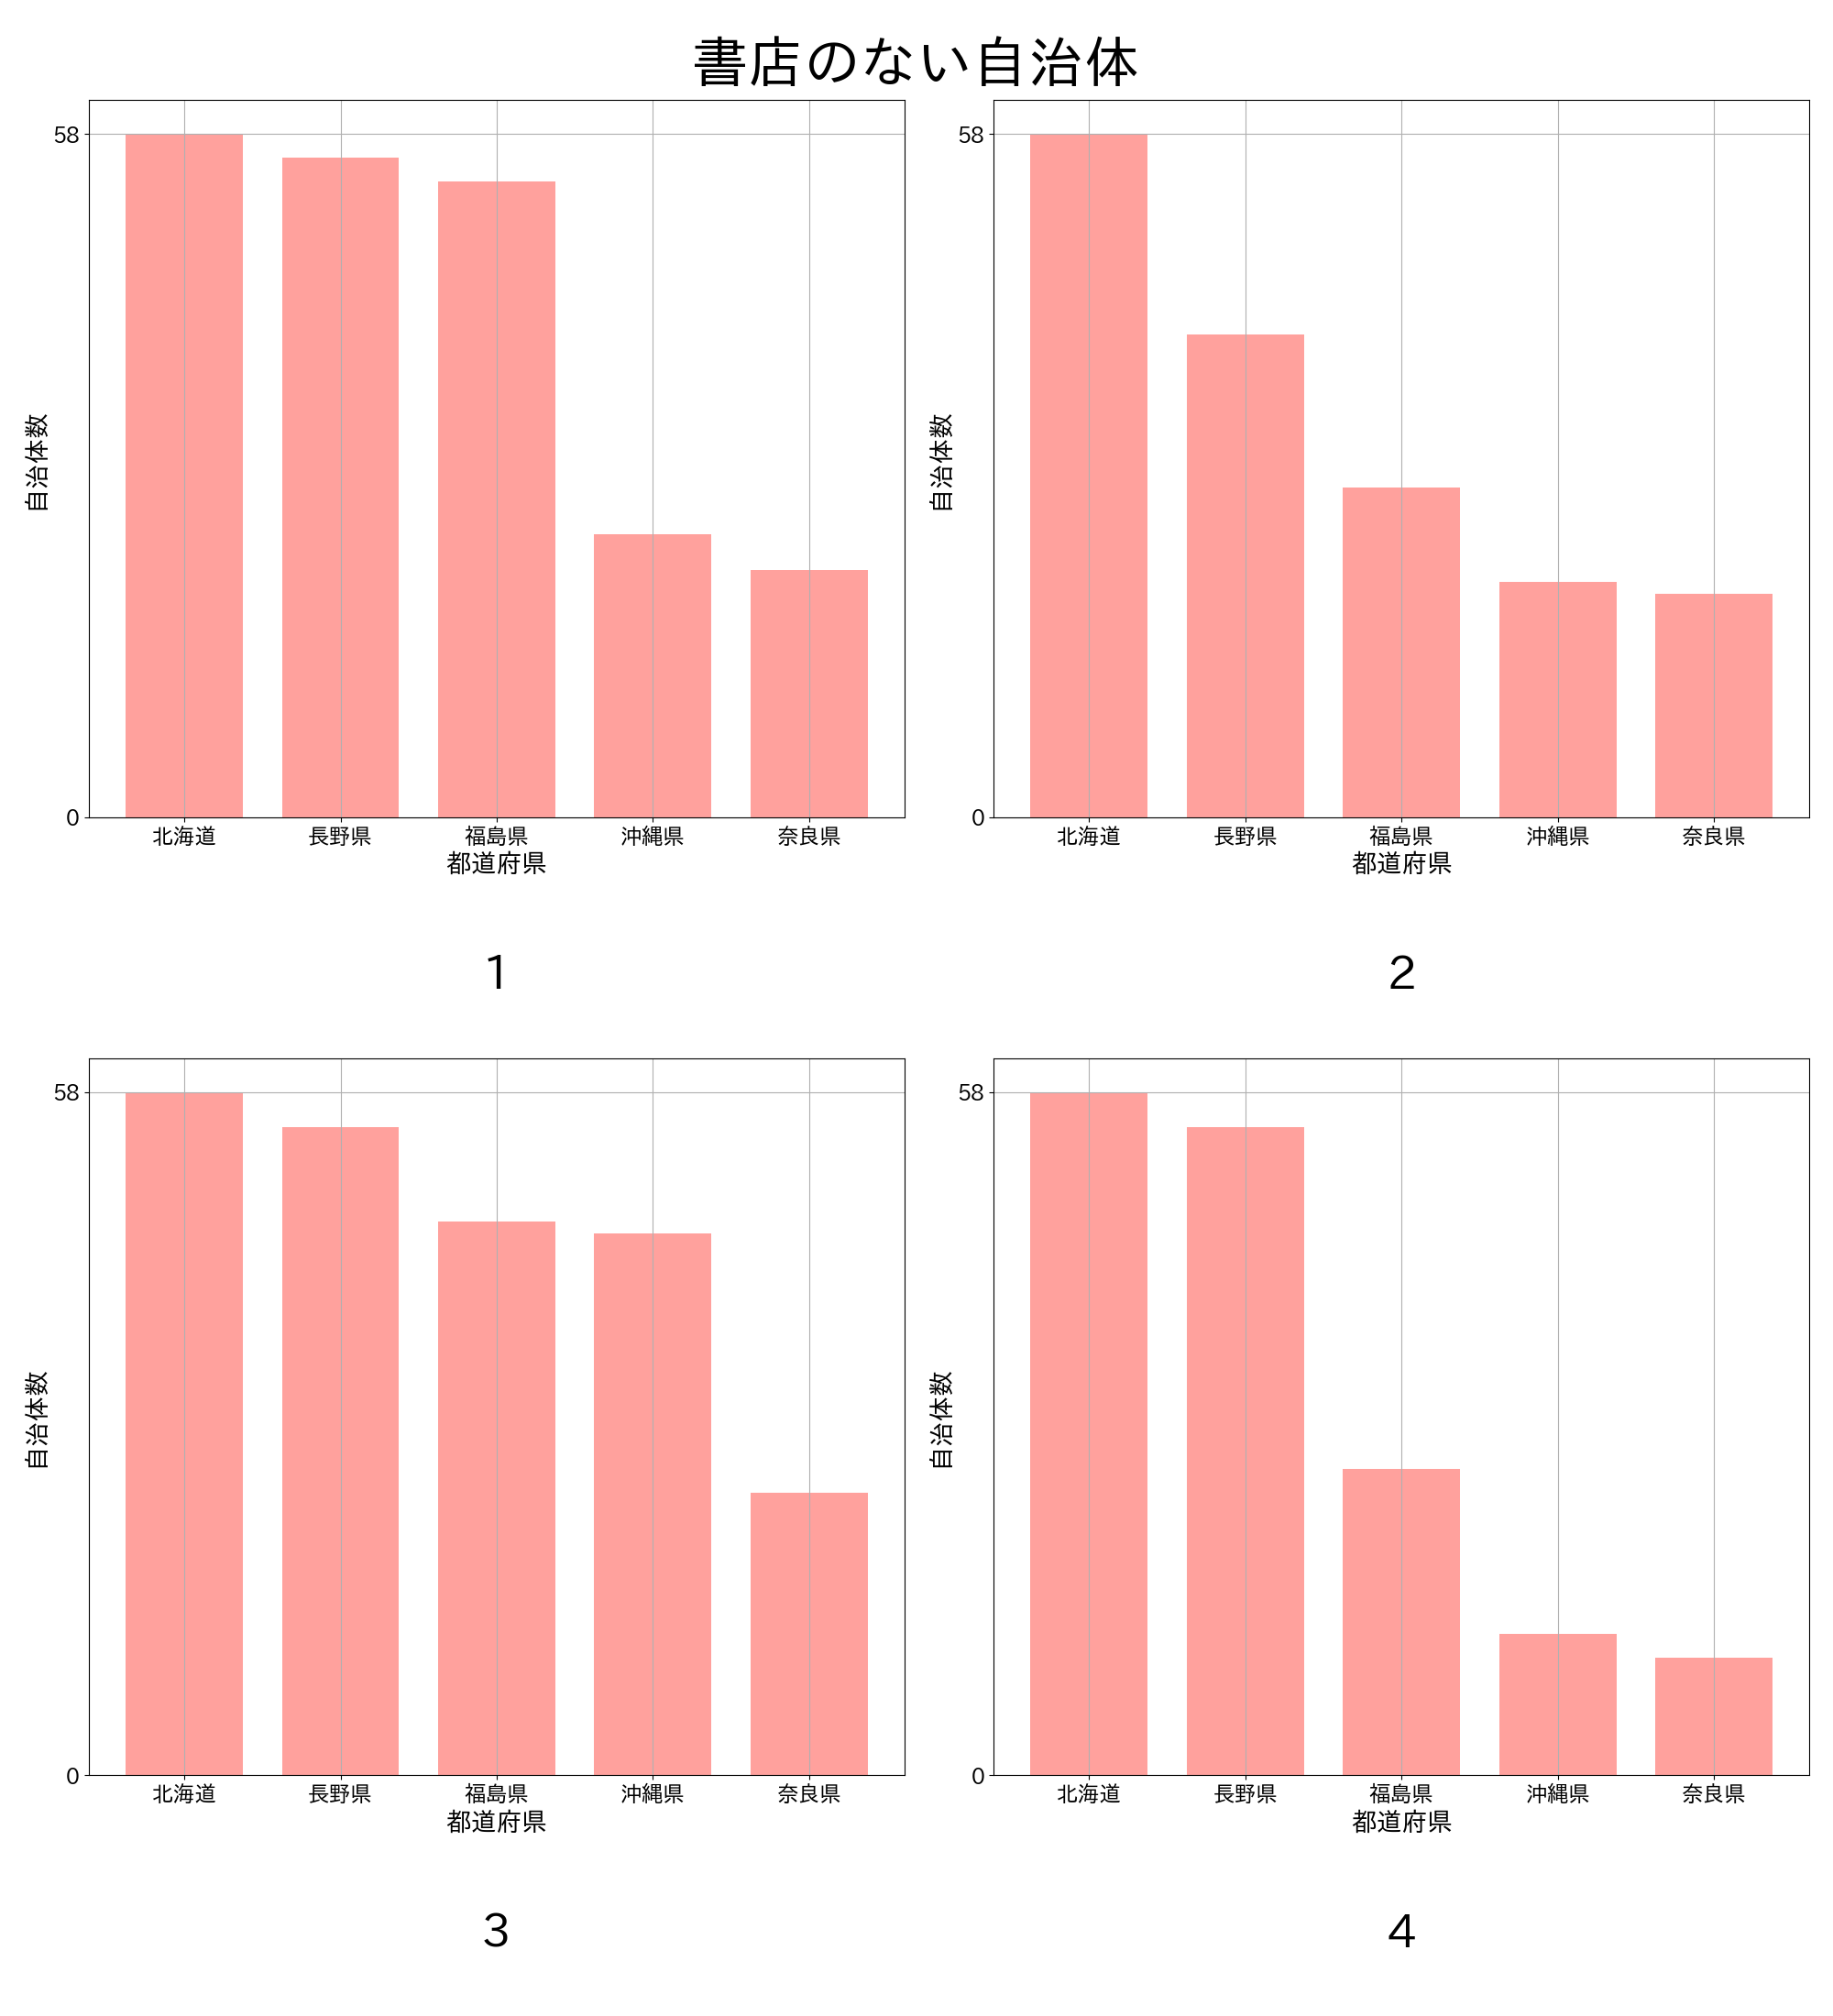 書店のない自治体
58
0
自治体数
北海道 長野県 福島県 沖縄県 奈良県
都道府県
1
58
0
自治体数
北海道 長野県 福島県 沖縄県 奈良県
都道府県
2
58
0
自治体数
北海道 長野県 福島県 沖縄県 奈良県
都道府県
3
58
0
自治体数
北海道 長野県 福島県 沖縄県 奈良県
都道府県
4